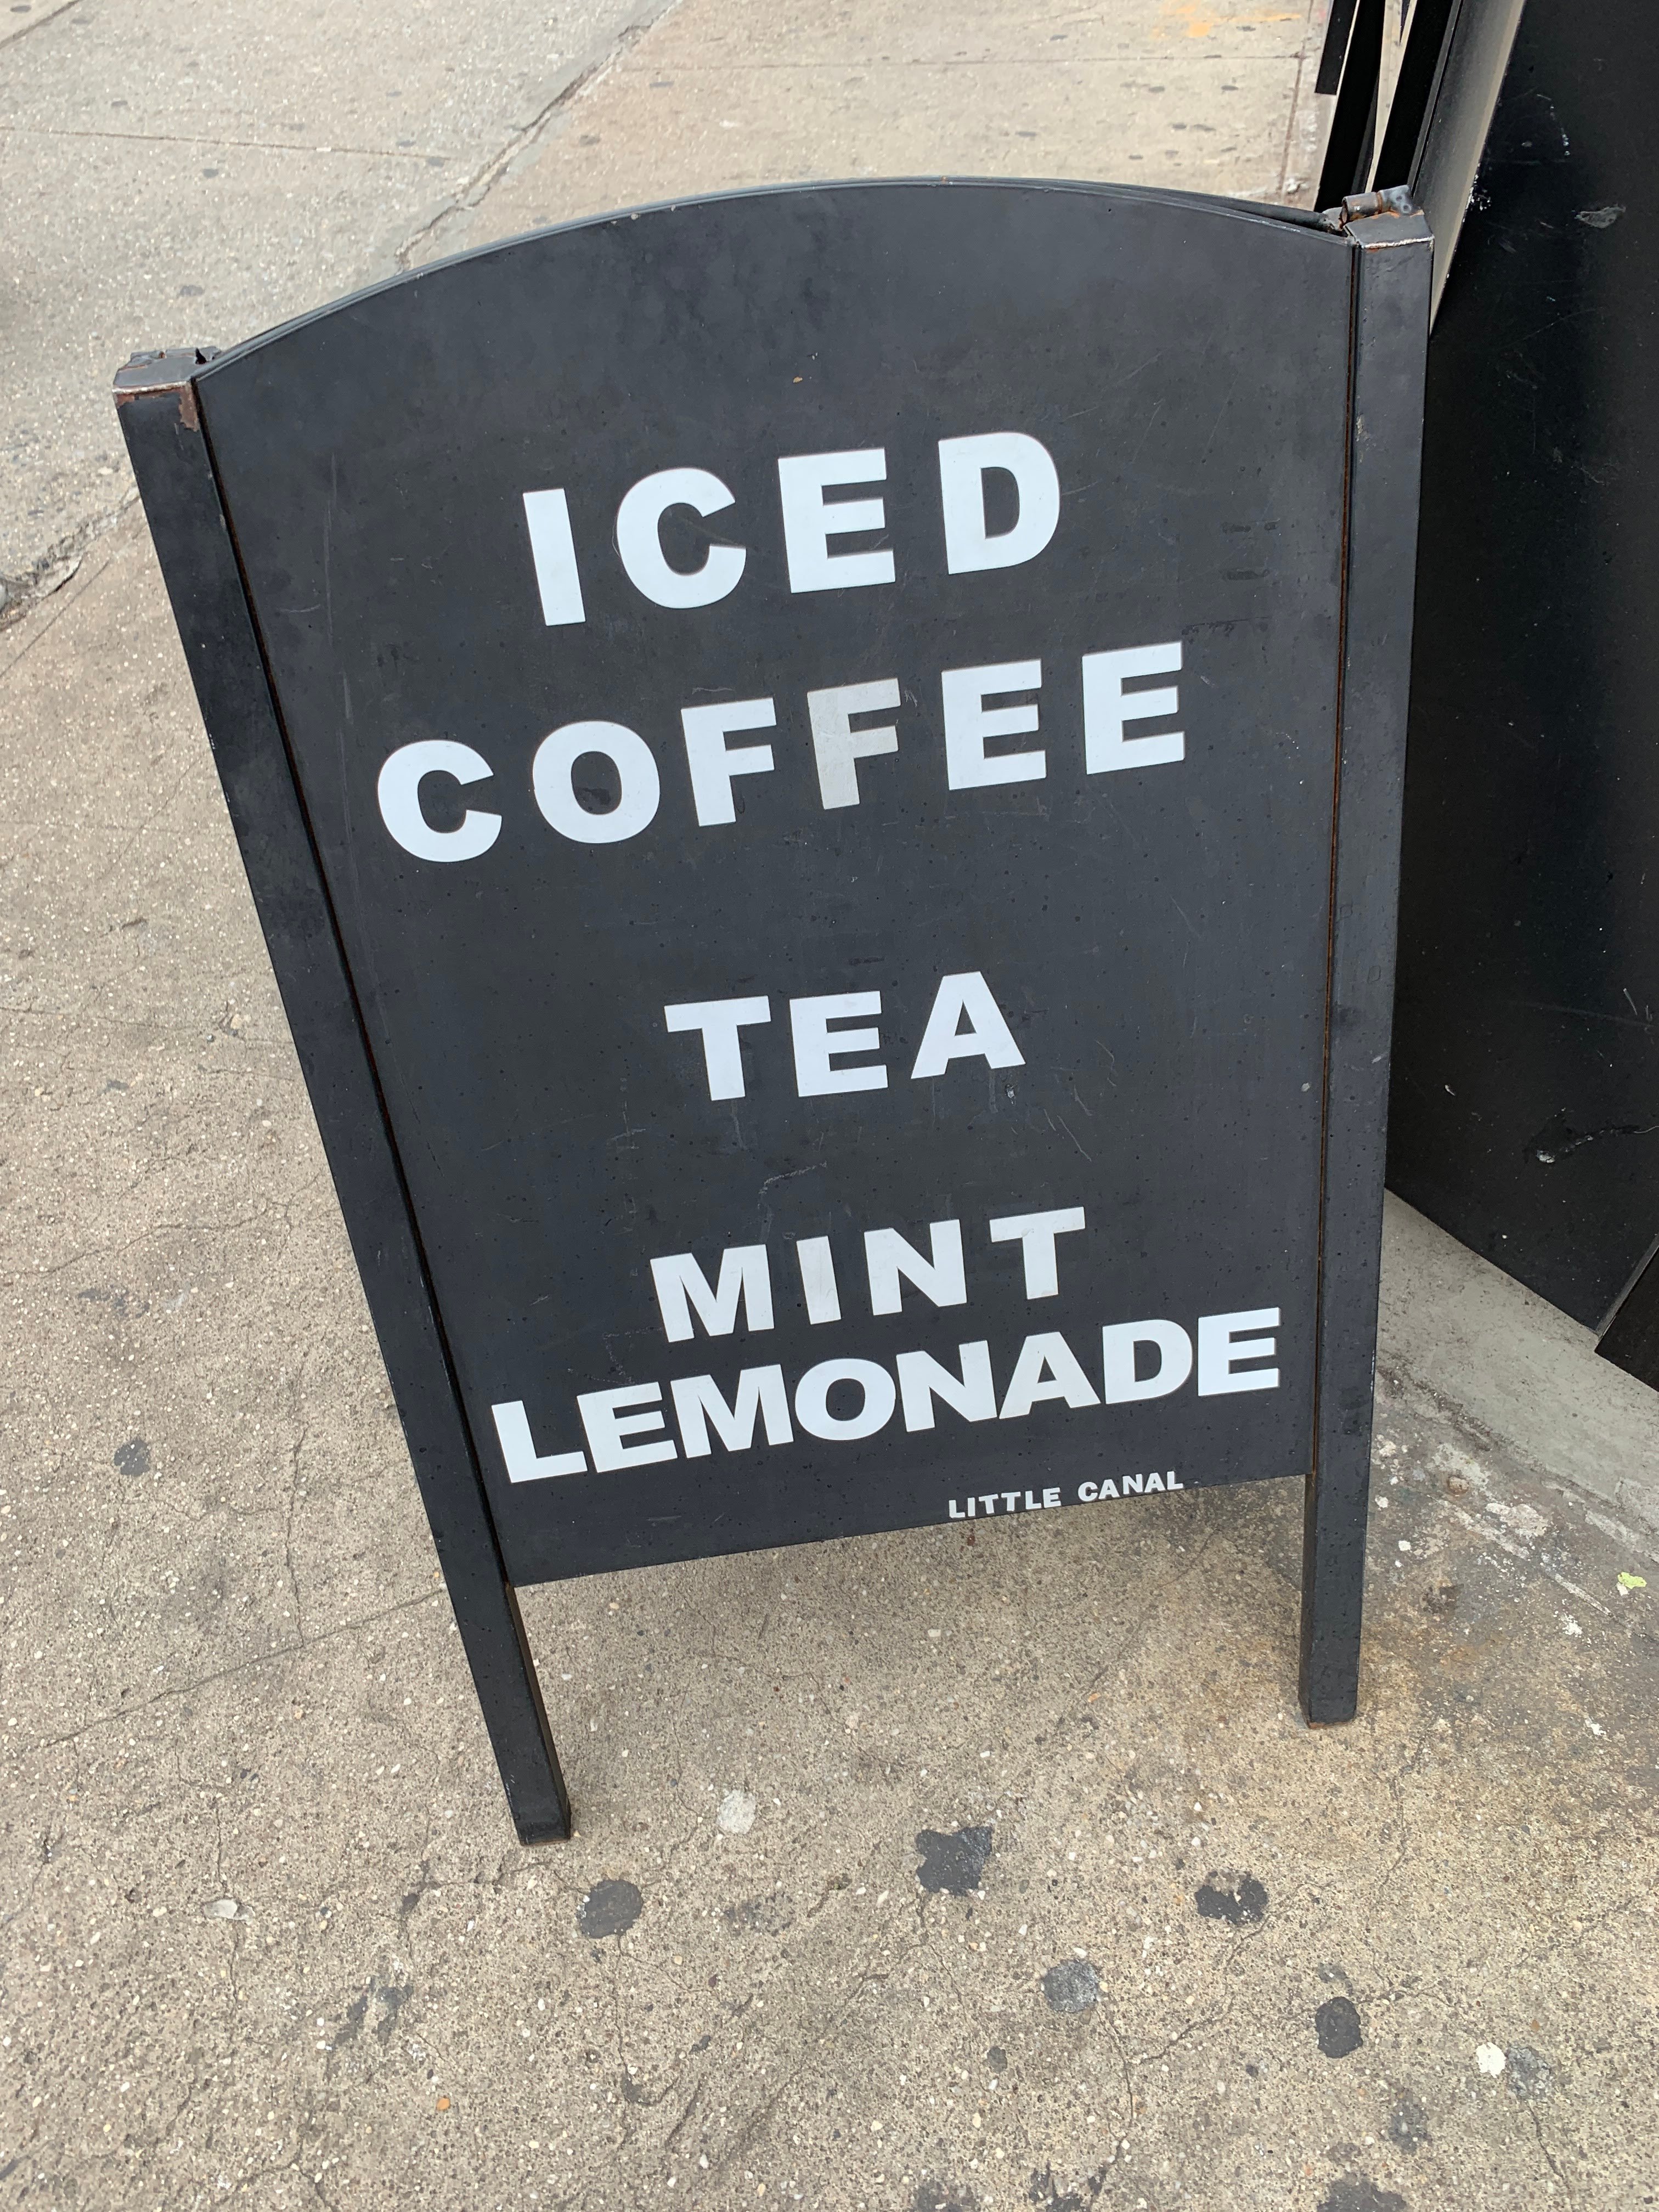 ICED
COFFEE
TEA
MINT
LEMONADE
LITTLE CANAL